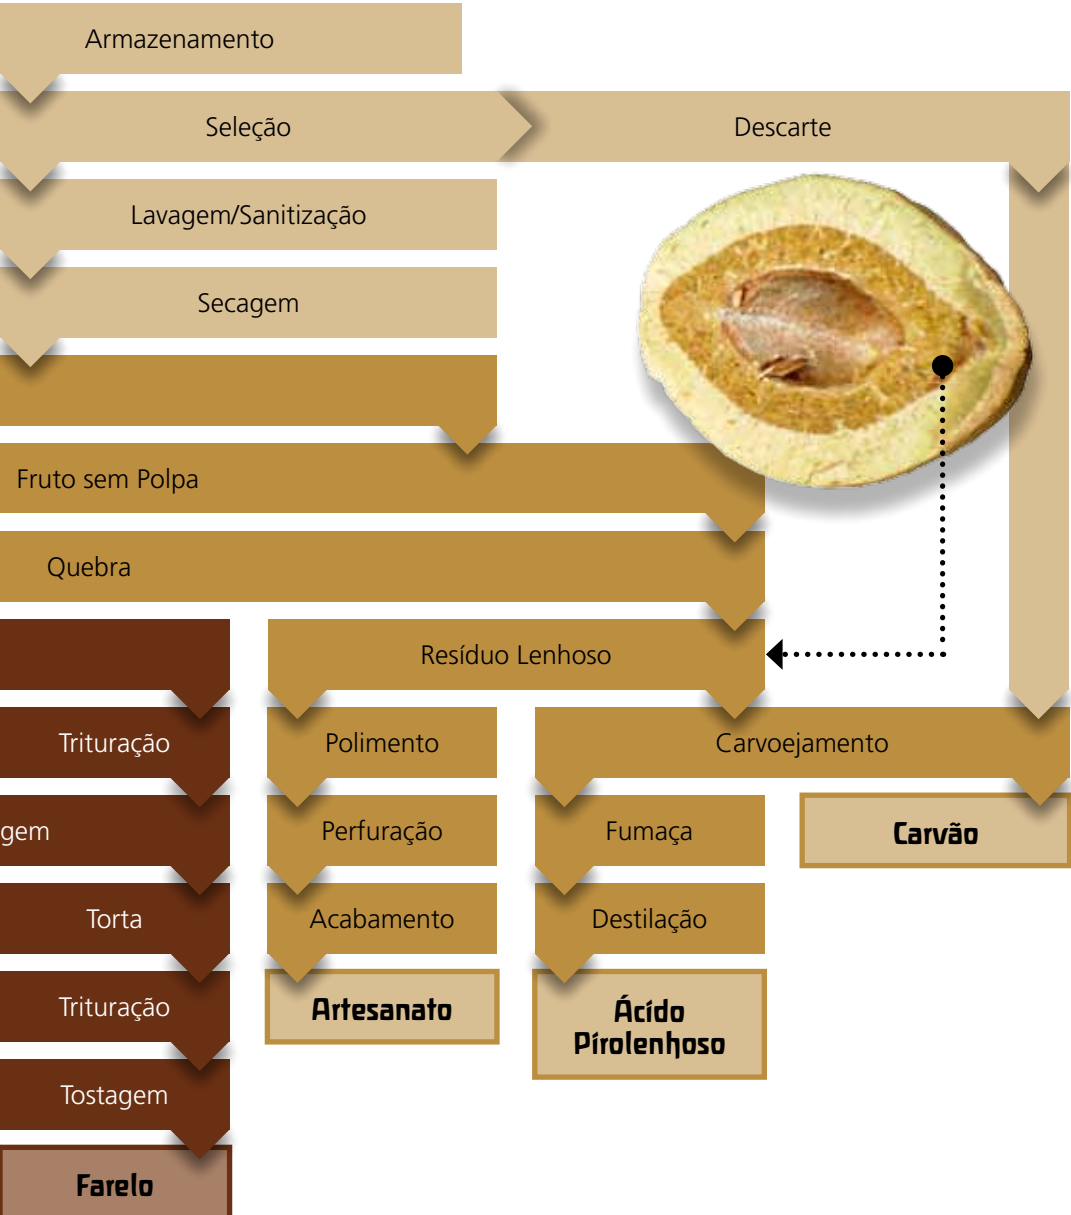 Armazenamento
Seleção
Descarte
Lavagem/Sanitização
Secagem
Fruto sem Polpa
Quebra
Resíduo Lenhoso
Trituração
Polimento
Carvoejamento
gem
Perfuração
Fumaça
Carvão
Torta
Acabamento
Destilação
Trituração
Artesanato
Ácído
Pirolenhoso
Tostagem
Farelo